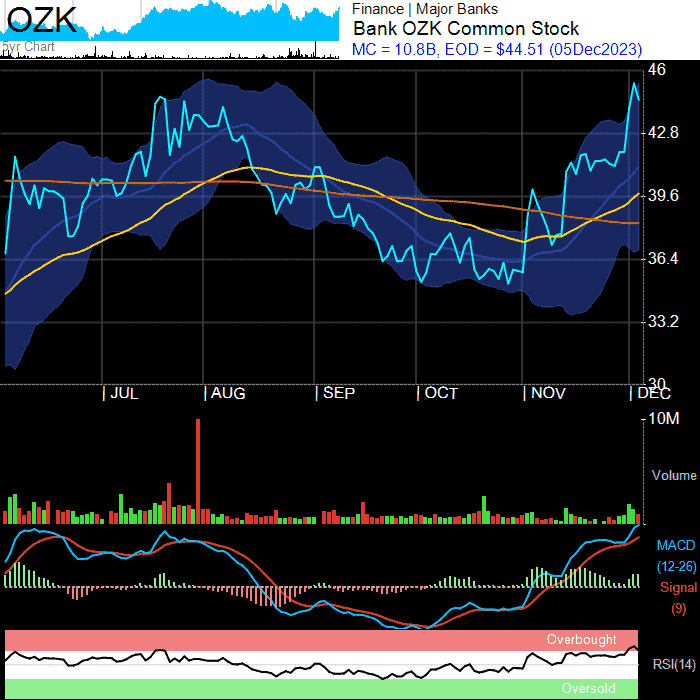 OZK
5yr Chart
Finance | Major Banks
Bank OZK Common Stock
MC = 10.8B, EOD = $44.51 (05Dec2023)
46
42.8
39.6
36.4
33.2
30
JUL AUG SEP OCT NOV DEC
10M
Volume
MACD
(12-26)
Signal
(9)
Overbought
RSI(14)
Oversold